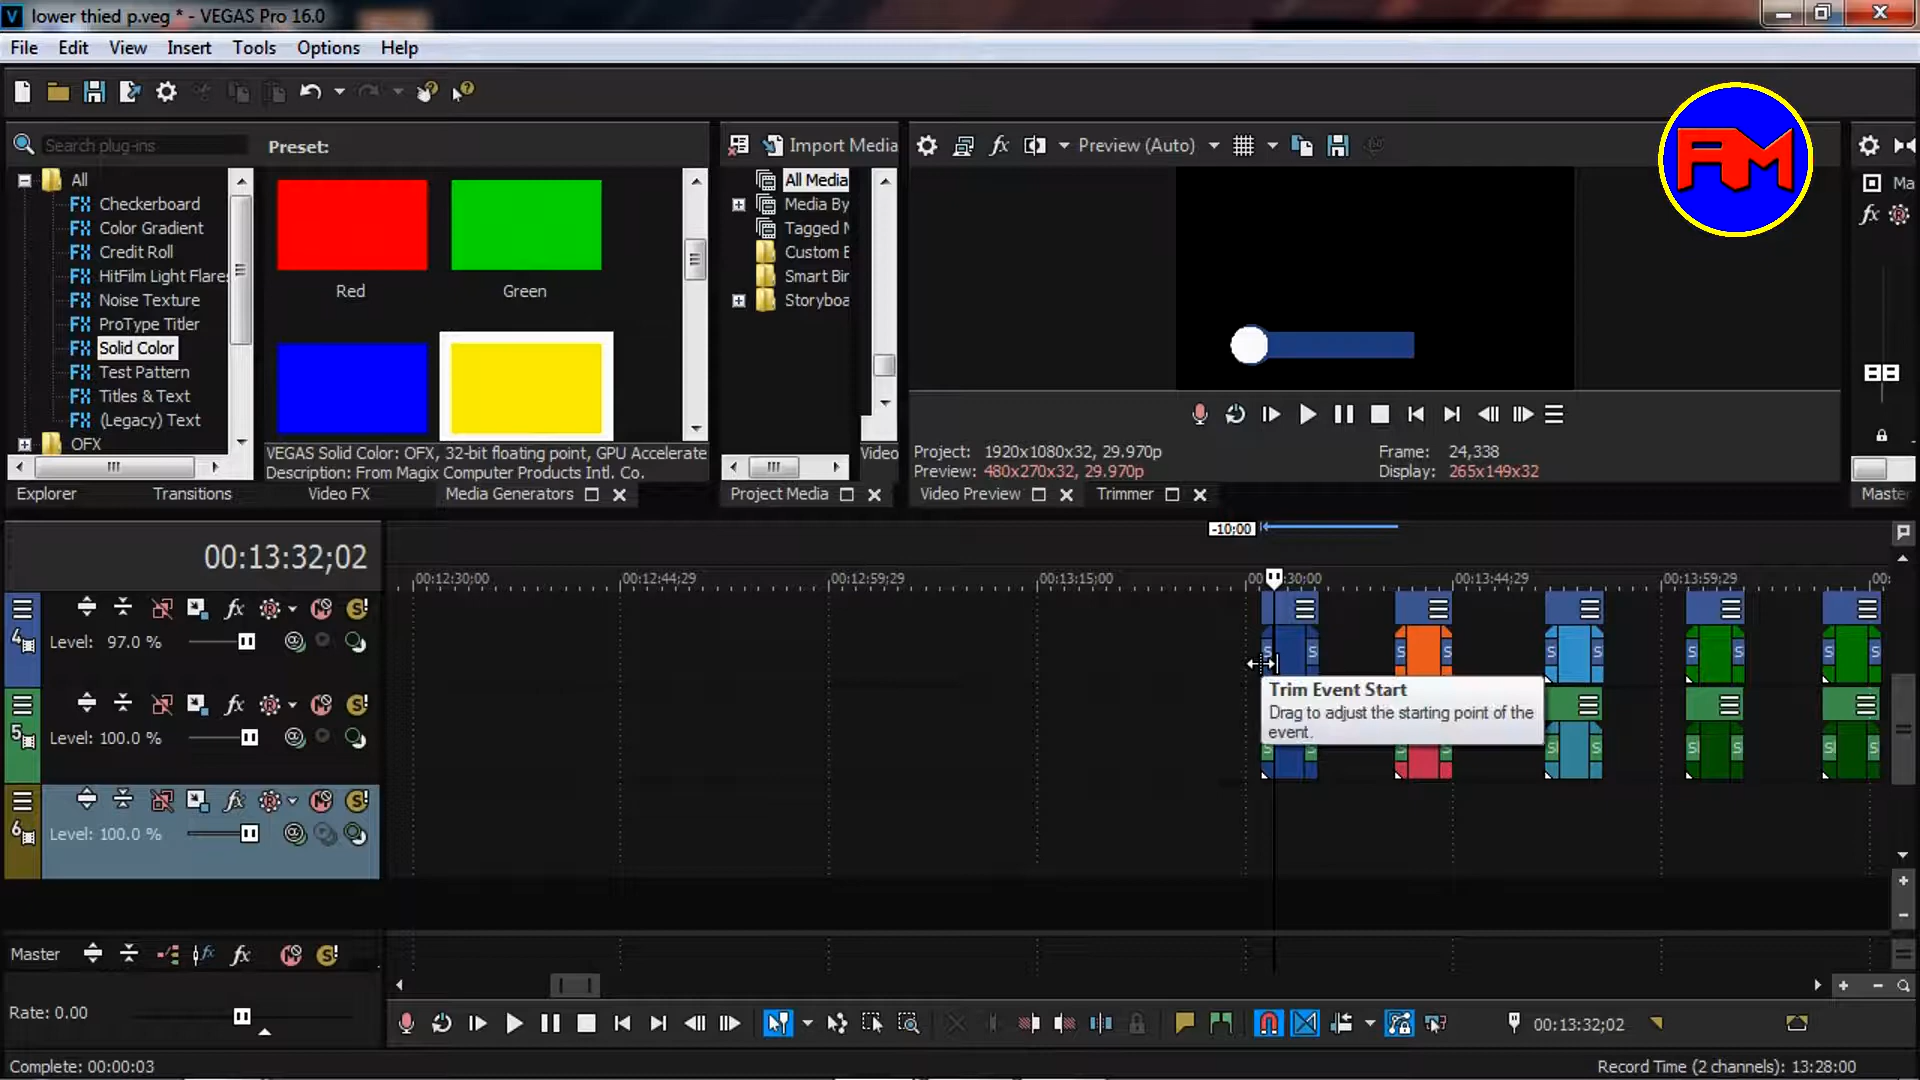 lower thied p.veg * - VEGAS Pro 16.0
File Edit View Insert Tools Options Help
Search plug-ins
Preset:
Import Media
Preview (Auto)
FM
All
Checkerboard
Color Gradient
Credit Roll
HitFilm Light Flares
Noise Texture
ProType Titler
Solid Color
Test Pattern
Titles & Text
(Legacy) Text
OFX
Red
Green
VEGAS Solid Color: OFX, 32-bit floating point, GPU Accelerate
Description: From Magix Computer Products Intl. Co.
All Media
Media By
Tagged M
Custom B
Smart Bin
Storyboa
Video
Ma
Project: 1920x1080x32, 29.970p
Preview: 480x270x32, 29.970p
Frame: 24,338
Display: 265x149x32
Explorer Transitions Video FX Media Generators Project Media Video Preview Trimmer Master
-10;00
00:13:32;02
00:12:30;00 00:12:44;29 00:12:59;29 00:13:15;00 00:13:30;00 00:13:44;29 00:13:59;29 00:
4
Level: 97.0 %
5
Level: 100.0 %
6
Level: 100.0 %
Trim Event Start
Drag to adjust the starting point of the
event.
Master
Rate: 0.00
00:13:32;02
Complete: 00:00:03
Record Time (2 channels): 13:28:00